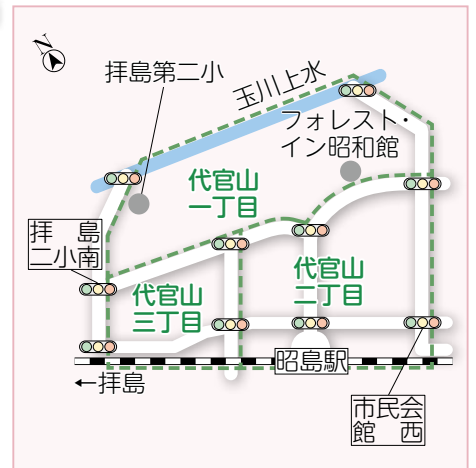 N
拝島第二小
玉川上水
フォレスト・
イン昭和館
代官山
一丁目
拝島
二小南
代官山
二丁目
代官山
三丁目
昭島駅
←拝島
市民会
館西